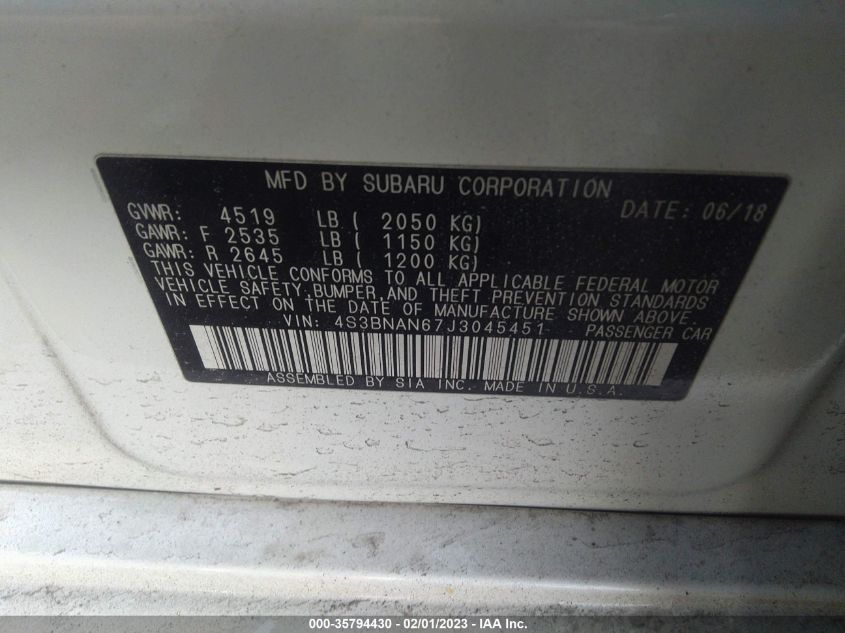 MFD BY SUBARU CORPORATION
GVWR: 4519 LB ( 2050 KG) DATE: 06/18
GAWR: F 2535 LB ( 1150 KG)
GAWR: R 2645 LB ( 1200 KG)
THIS VEHICLE CONFORMS TO ALL APPLICABLE FEDERAL MOTOR
VEHICLE SAFETY, BUMPER, AND THEFT PREVENTION STANDARDS
IN EFFECT ON THE DATE OF MANUFACTURE SHOWN ABOVE.
VIN: 4S3BNAN67J3045451 PASSENGER CAR
ASSEMBLED BY SIA INC. MADE IN U.S.A.
000-35794430 - 02/01/2023 - IAA Inc.